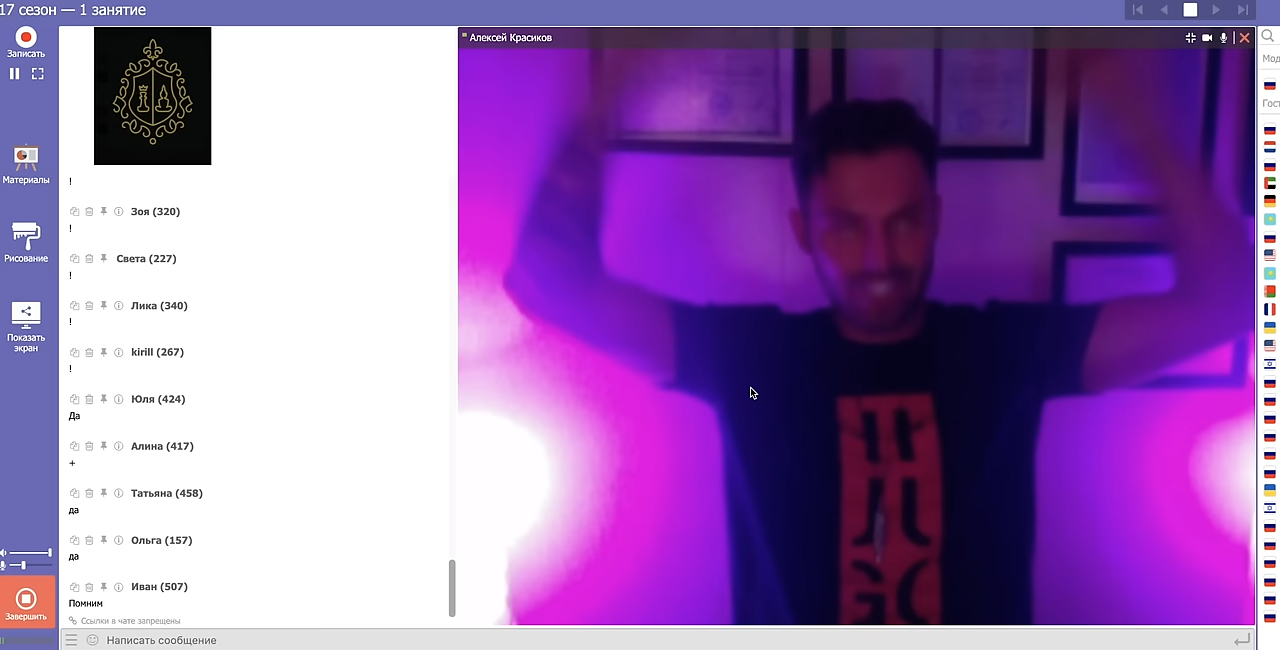 17 сезон — 1 занятие
Записать
Материалы
Рисование
Показать
экран
Завершить
!
Зоя (320)
!
Света (227)
!
Лика (340)
!
kirill (267)
!
Юля (424)
Да
Алина (417)
+
Татьяна (458)
да
Ольга (157)
да
Иван (507)
Помним
Ссылки в чате запрещены
Написать сообщение
Алексей Красиков
Мод
Гост